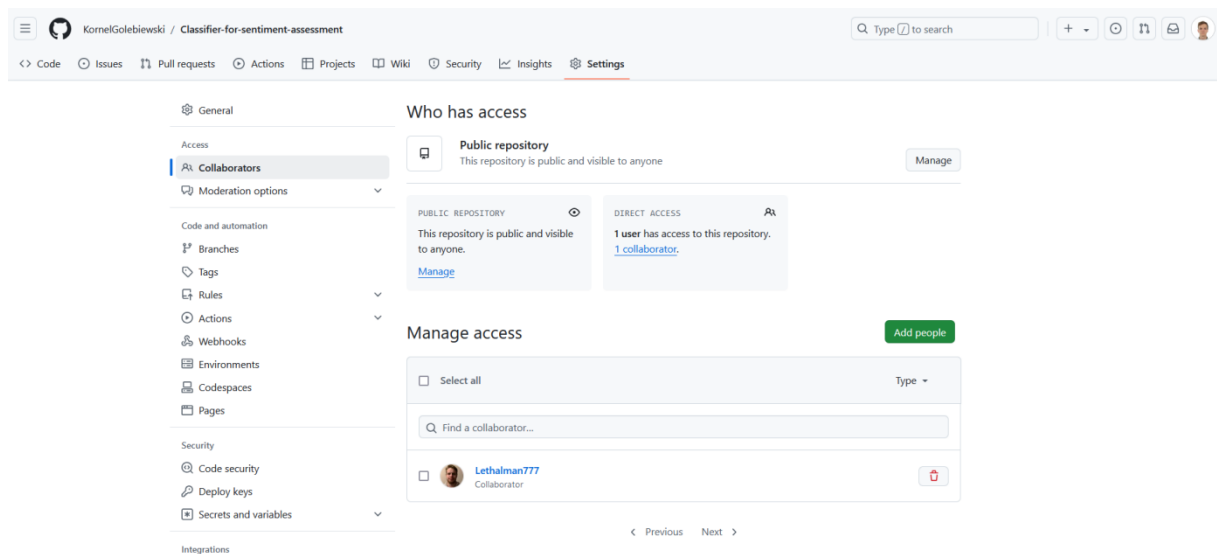 KornelGolebiewski / Classifier-for-sentiment-assessment
Type / to search
Code Issues Pull requests Actions Projects Wiki Security Insights Settings
General
Access
Collaborators
Moderation options
Code and automation
Branches
Tags
Rules
Actions
Webhooks
Environments
Codespaces
Pages
Security
Code security
Deploy keys
Secrets and variables
Integrations
Who has access
Public repository
This repository is public and visible to anyone
Manage
PUBLIC REPOSITORY
This repository is public and visible
to anyone.
Manage
DIRECT ACCESS
1 user has access to this repository.
1 collaborator.
Manage access
Add people
Select all
Type
Find a collaborator...
Lethalman777
Collaborator
Previous Next